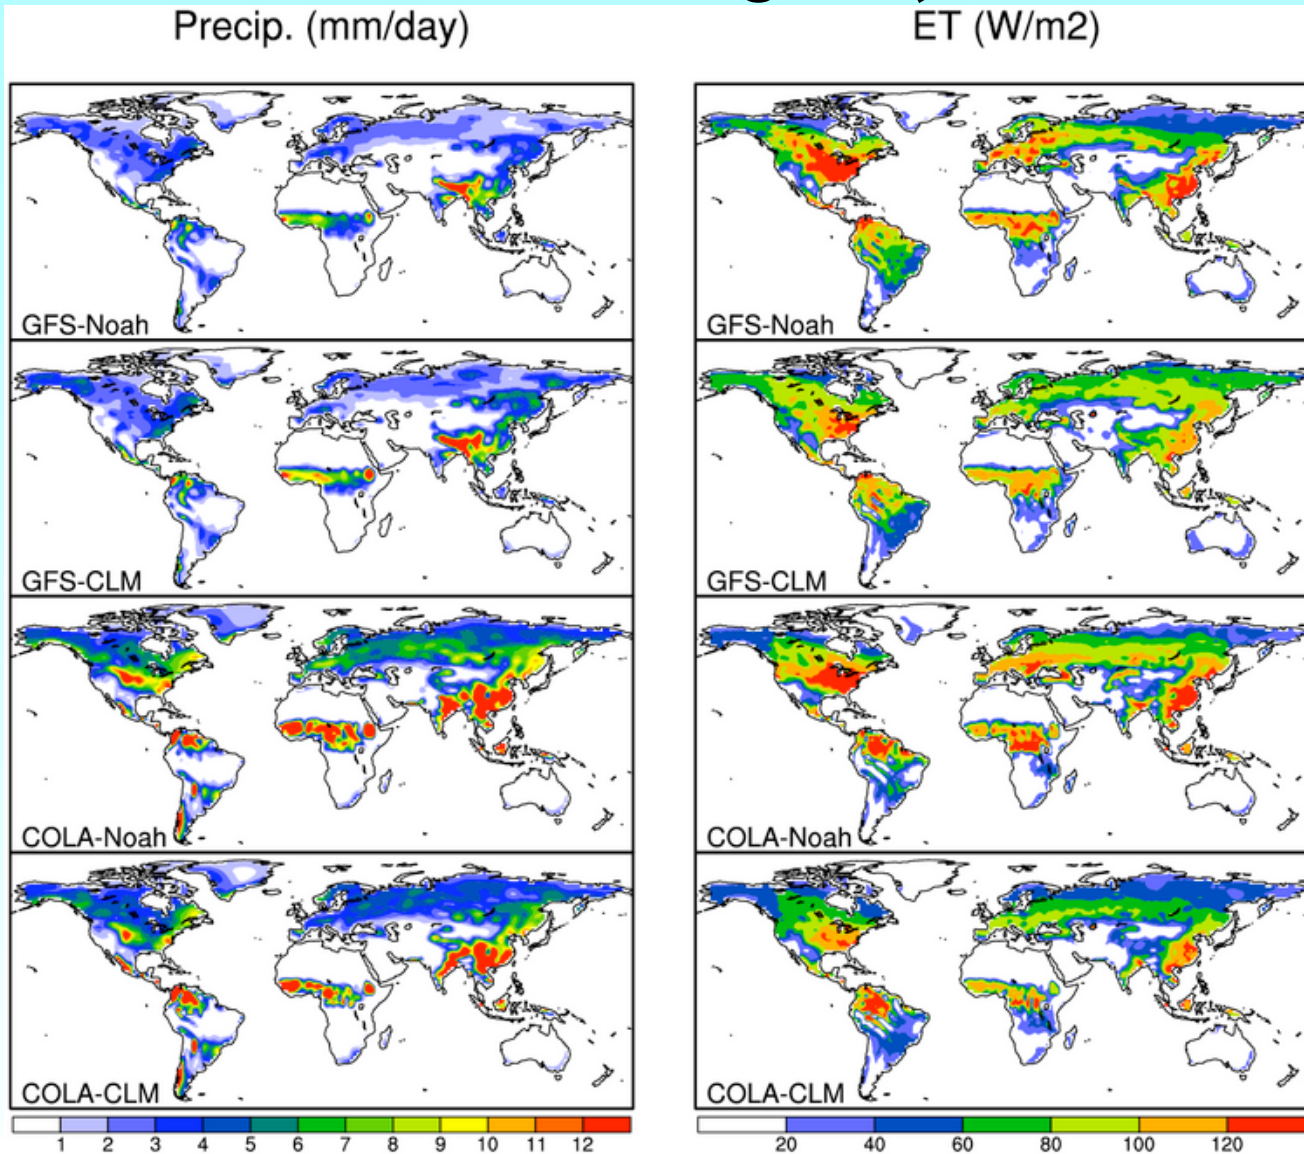 Precip. (mm/day)
ET (W/m2)
GFS-Noah
GFS-Noah
GFS-CLM
GFS-CLM
COLA-Noah
COLA-Noah
COLA-CLM
COLA-CLM
1 2 3 4 5 6 7 8 9 10 11 12
20 40 60 80 100 120